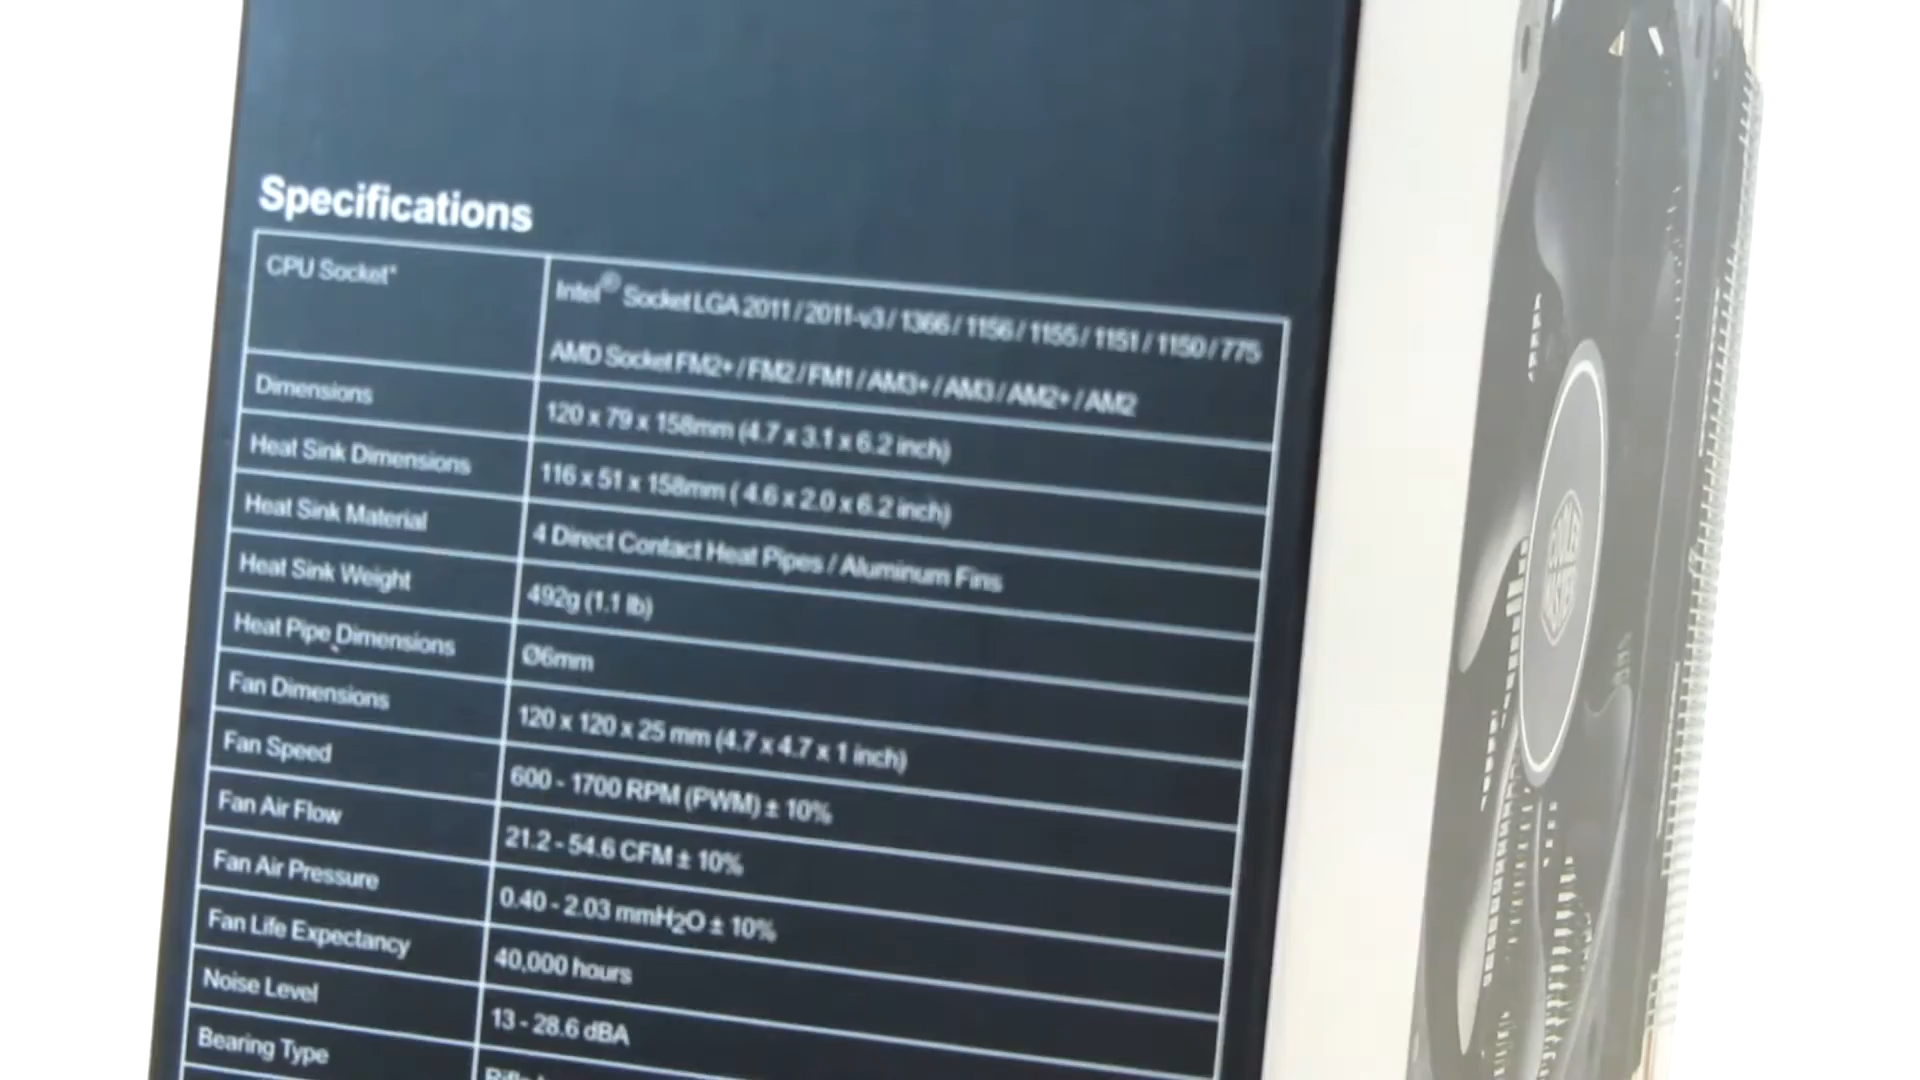 Specifications
CPU Socket*
Intel® Socket LGA 2011 / 2011-v3 / 1366 / 1156 / 1155 / 1151 / 1150 / 775
AMD Socket FM2+ / FM2 / FM1 / AM3+ / AM3 / AM2+ / AM2
Dimensions
120 x 79 x 158mm (4.7 x 3.1 x 6.2 inch)
Heat Sink Dimensions
116 x 51 x 158mm ( 4.6 x 2.0 x 6.2 inch)
Heat Sink Material
4 Direct Contact Heat Pipes / Aluminum Fins
Heat Sink Weight
492g (1.1 lb)
Heat Pipe Dimensions
Ø6mm
Fan Dimensions
120 x 120 x 25 mm (4.7 x 4.7 x 1 inch)
Fan Speed
600 - 1700 RPM (PWM) ± 10%
Fan Air Flow
21.2 - 54.6 CFM ± 10%
Fan Air Pressure
0.40 - 2.03 mmH2O ± 10%
Fan Life Expectancy
40,000 hours
Noise Level
13 - 28.6 dBA
Bearing Type
COOLER
MASTER